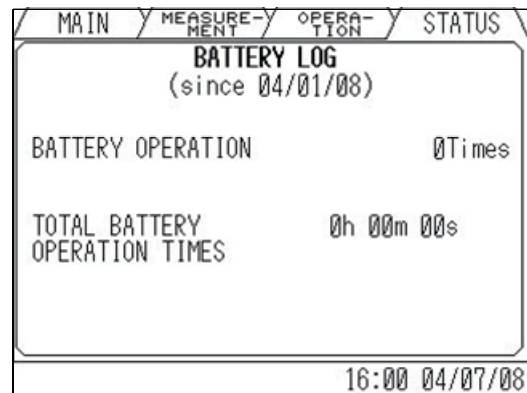 MAIN MEASURE-MENT OPERA-TION STATUS
BATTERY LOG
(since 04/01/08)
BATTERY OPERATION 0Times
TOTAL BATTERY 0h 00m 00s
OPERATION TIMES
16:00 04/07/08